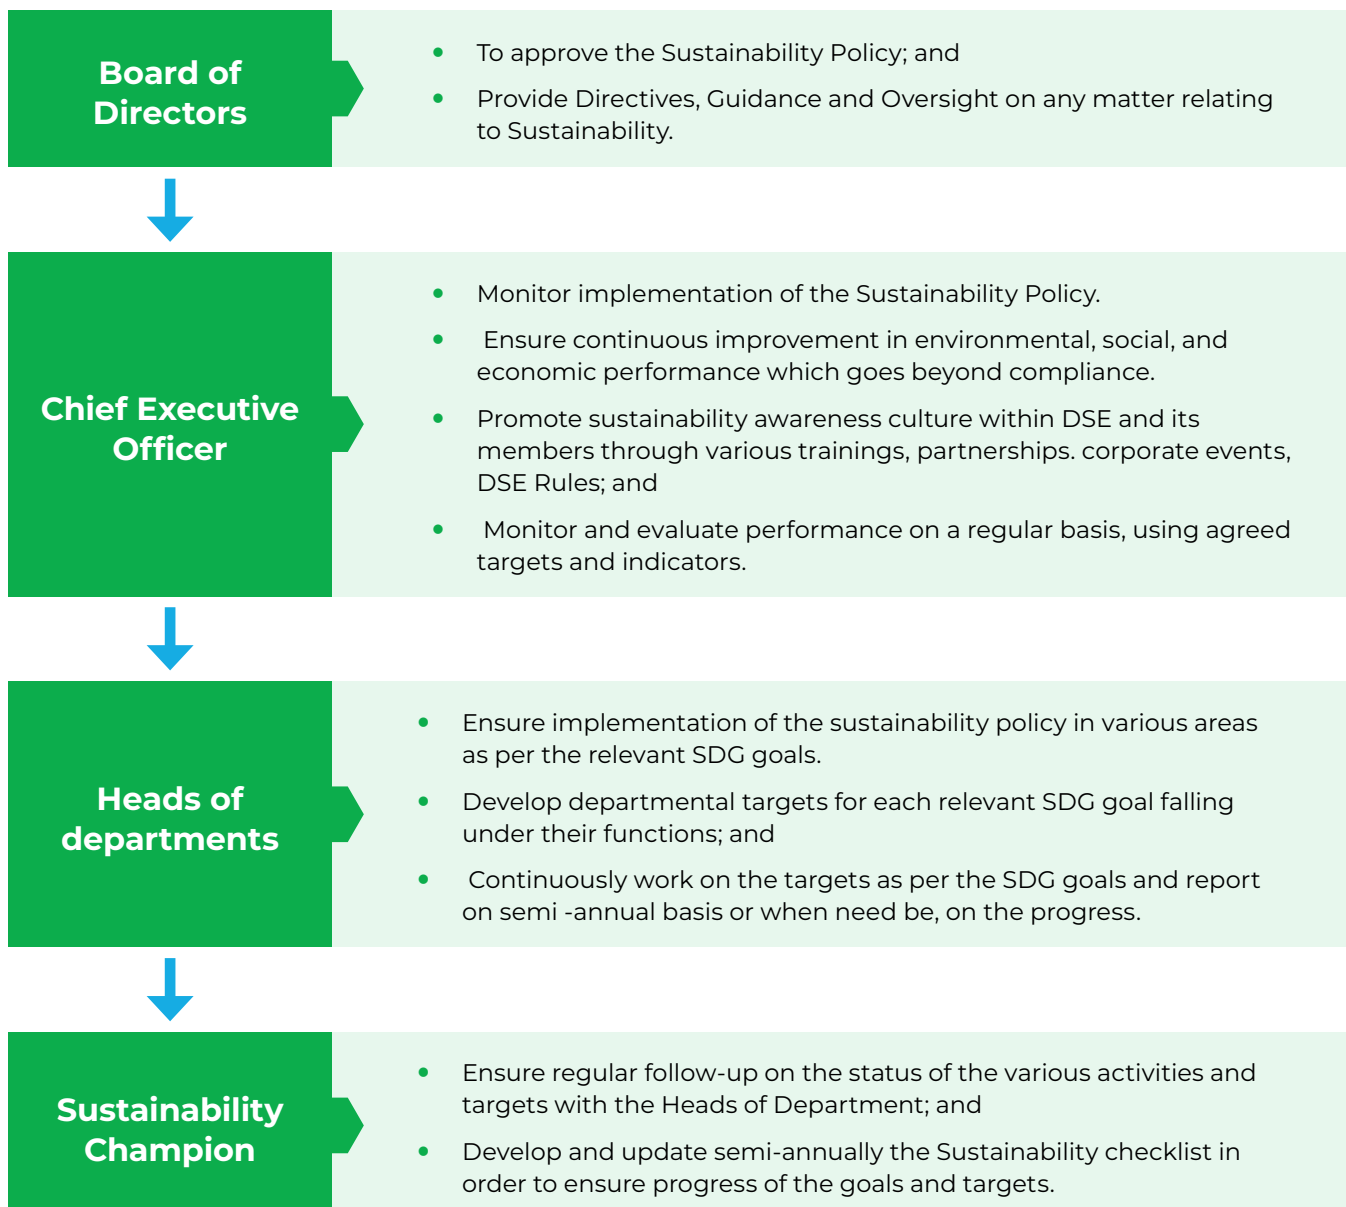 Board of
Directors
• To approve the Sustainability Policy; and
• Provide Directives, Guidance and Oversight on any matter relating
to Sustainability.
Chief Executive
Officer
• Monitor implementation of the Sustainability Policy.
• Ensure continuous improvement in environmental, social, and
economic performance which goes beyond compliance.
• Promote sustainability awareness culture within DSE and its
members through various trainings, partnerships. corporate events,
DSE Rules; and
• Monitor and evaluate performance on a regular basis, using agreed
targets and indicators.
Heads of
departments
• Ensure implementation of the sustainability policy in various areas
as per the relevant SDG goals.
• Develop departmental targets for each relevant SDG goal falling
under their functions; and
• Continuously work on the targets as per the SDG goals and report
on semi -annual basis or when need be, on the progress.
Sustainability
Champion
• Ensure regular follow-up on the status of the various activities and
targets with the Heads of Department; and
• Develop and update semi-annually the Sustainability checklist in
order to ensure progress of the goals and targets.